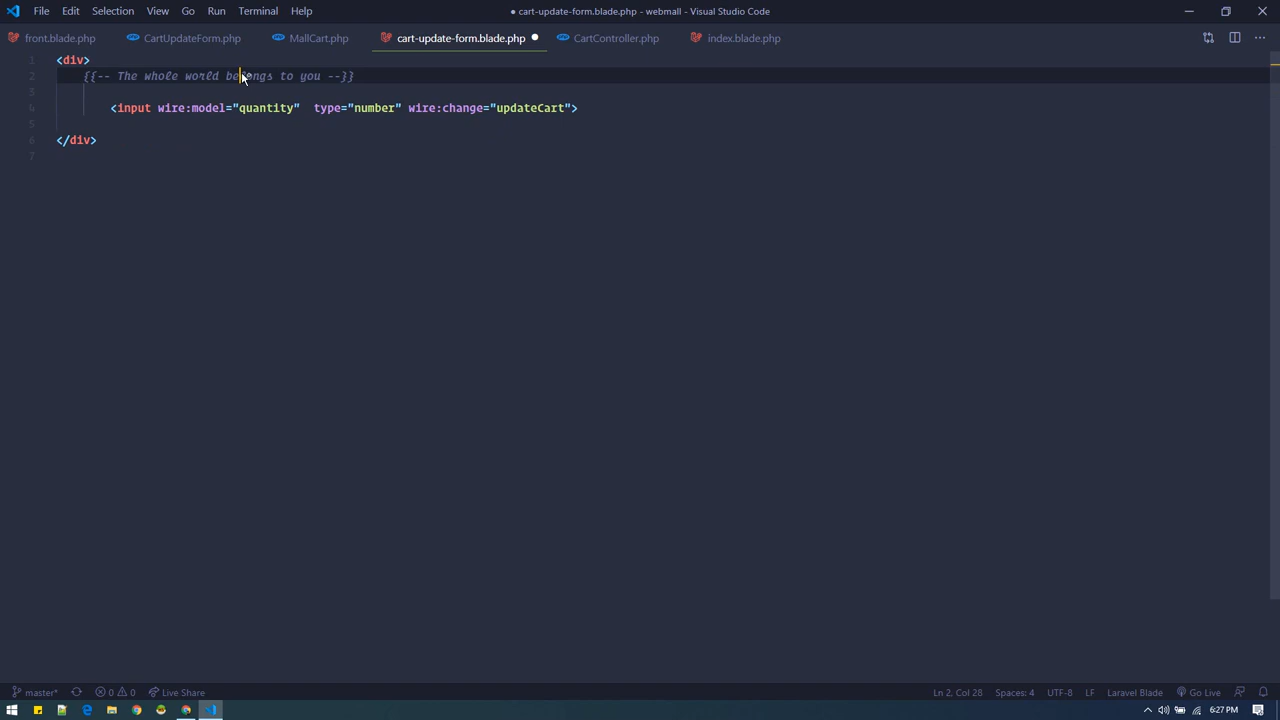 File Edit Selection View Go Run Terminal Help
● cart-update-form.blade.php - webmall - Visual Studio Code
front.blade.php CartUpdateForm.php MallCart.php cart-update-form.blade.php CartController.php index.blade.php
1 <div>
2 {{-- The whole world belongs to you --}}
3
4 <input wire:model="quantity"  type="number" wire:change="updateCart">
5
6 </div>
7
master* 0 0 Live Share Ln 2, Col 28 Spaces: 4 UTF-8 LF Laravel Blade Go Live
6:27 PM